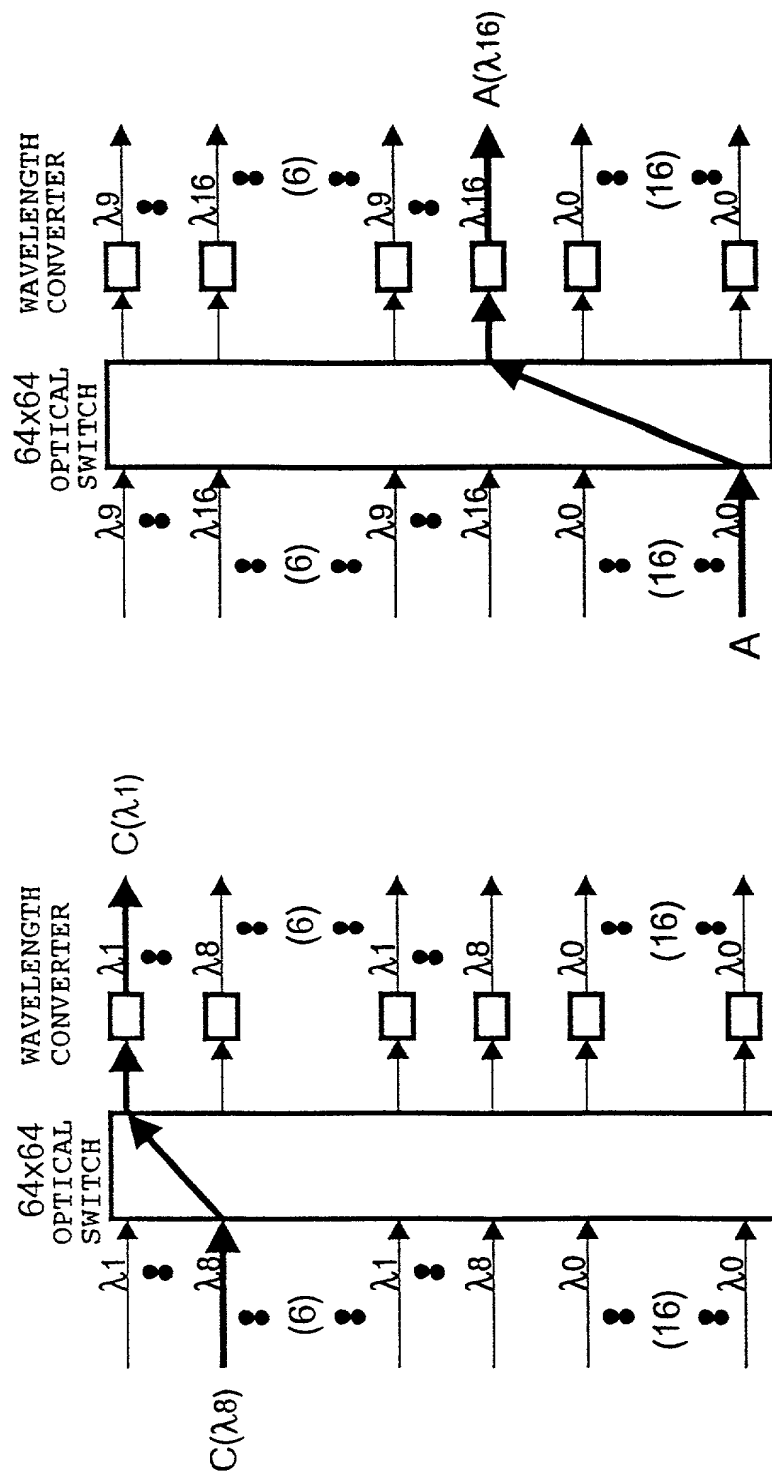 64x64
OPTICAL
SWITCH
WAVELENGTH
CONVERTER
λ1
λ1
C(λ1)
C(λ8)
λ8
λ8
(6)
(6)
λ1
λ1
λ8
λ8
λ0
λ0
(16)
(16)
λ0
λ0
64x64
OPTICAL
SWITCH
WAVELENGTH
CONVERTER
λ9
λ9
λ16
λ16
(6)
(6)
λ9
λ9
λ16
λ16
A(λ16)
λ0
λ0
(16)
(16)
A
λ0
λ0